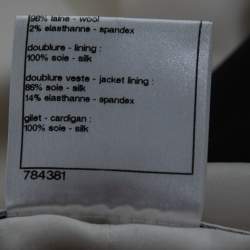 96% laine - wool
2% elasthanne - spandex
doublure - lining :
100% soie - silk
doublure veste - jacket lining :
86% soie - silk
14% elasthanne - spandex
gilet - cardigan :
100% soie - silk
784381